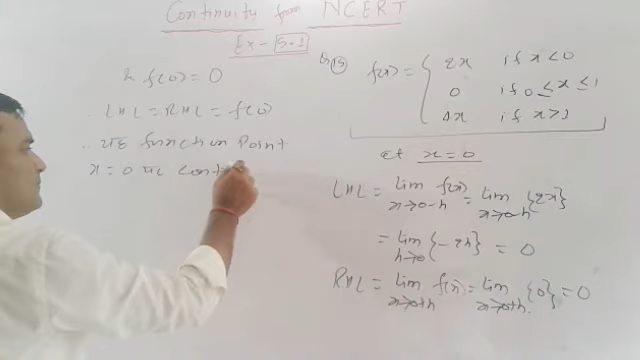 Continuity from NCERT
Ex-5-1
Q. 15 f(x) = { 2x if x<0
0 if 0≤x≤1
4x if x>1
at x=0
LHL = lim x→0-h f(x) = lim x→0-h {2x}
= lim h→0 {-2h} = 0
RHL = lim x→0+h f(x) = lim x→0+h {0} = 0
& f(0) = 0
∴ LHL = RHL = f(0)
∴ यह function Point
x=0 पर cont